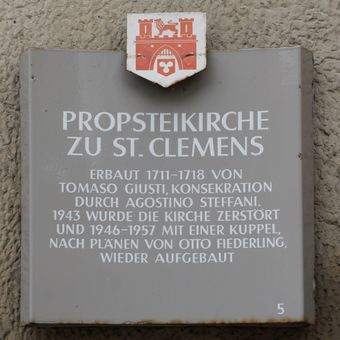 PROPSTEIKIRCHE
ZU ST. CLEMENS
ERBAUT 1711-1718 VON
TOMASO GIUSTI, KONSEKRATION
DURCH AGOSTINO STEFFANI.
1943 WURDE DIE KIRCHE ZERSTÖRT
UND 1946-1957 MIT EINER KUPPEL,
NACH PLÄNEN VON OTTO FIEDERLING,
WIEDER AUFGEBAUT
5